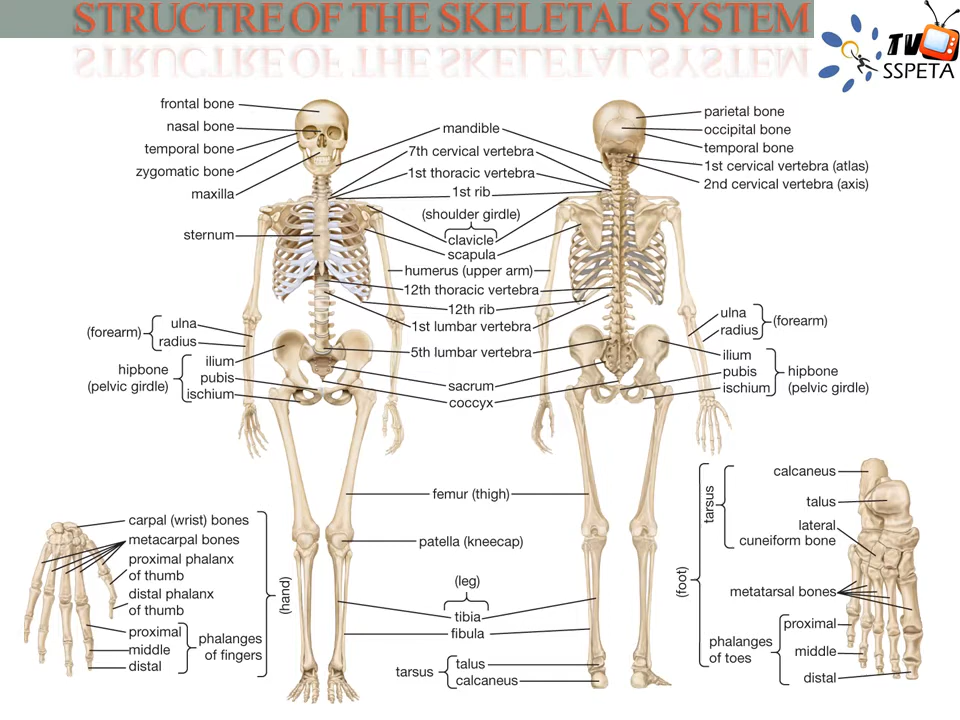 STRUCTRE OF THE SKELETAL SYSTEM
TV
SSPETA
frontal bone
nasal bone
temporal bone
zygomatic bone
maxilla
sternum
(forearm)
ulna
radius
hipbone
(pelvic girdle)
ilium
pubis
ischium
mandible
7th cervical vertebra
1st thoracic vertebra
1st rib
(shoulder girdle)
clavicle
scapula
humerus (upper arm)
12th thoracic vertebra
12th rib
1st lumbar vertebra
5th lumbar vertebra
sacrum
coccyx
femur (thigh)
patella (kneecap)
(leg)
tibia
fibula
tarsus
talus
calcaneus
parietal bone
occipital bone
temporal bone
1st cervical vertebra (atlas)
2nd cervical vertebra (axis)
ulna
radius
(forearm)
ilium
pubis
ischium
hipbone
(pelvic girdle)
carpal (wrist) bones
metacarpal bones
proximal phalanx
of thumb
distal phalanx
of thumb
proximal
middle
distal
phalanges
of fingers
(hand)
(foot)
tarsus
calcaneus
talus
lateral
cuneiform bone
metatarsal bones
phalanges
of toes
proximal
middle
distal